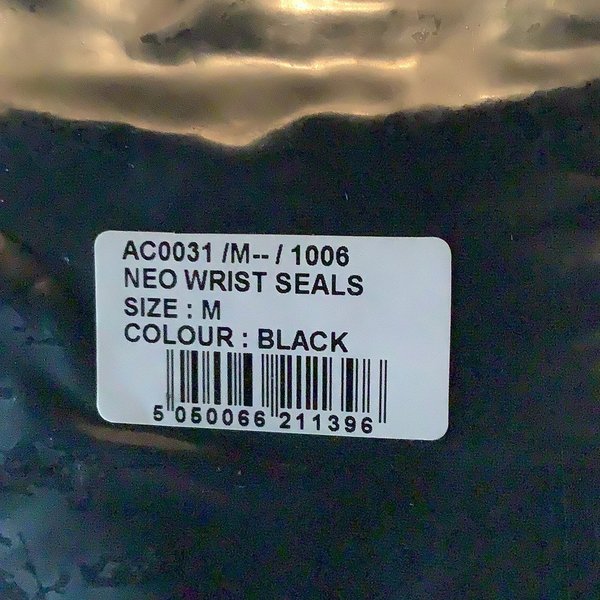 AC0031 /M-- / 1006
NEO WRIST SEALS
SIZE : M
COLOUR : BLACK
5 050066 211396